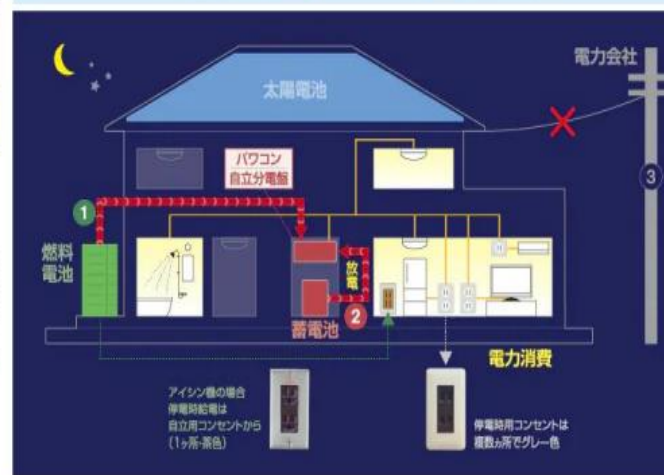 電力会社
太陽電池
パワコン
自立分電盤
1
3
燃料
電池
放電
2
蓄電池
電力消費
アイシン機の場合
停電時給電は
自立用コンセントから
(1ヶ所・茶色)
停電時用コンセントは
複数ヵ所でグレー色